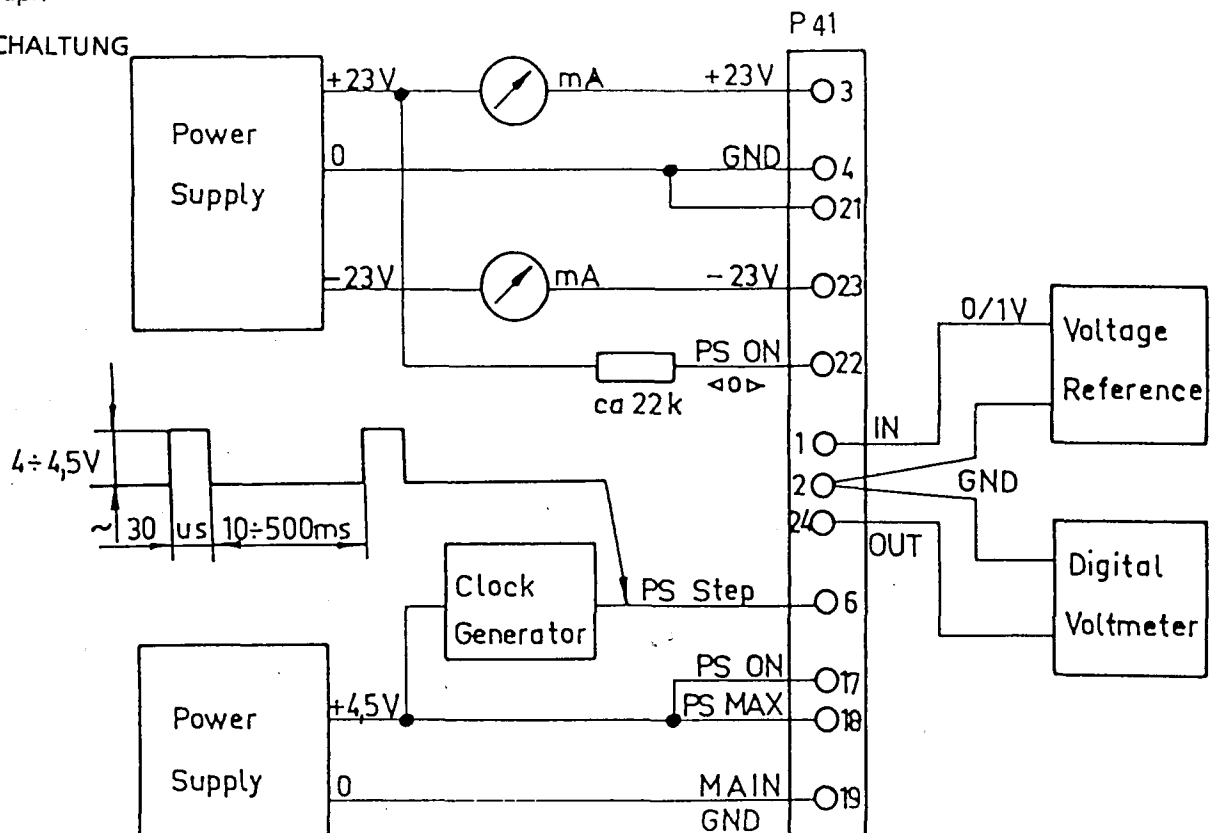 CHALTUNG
P 41
+23V
mA
+23V
3
Power
Supply
0
GND
4
21
-23V
mA
-23V
23
0/1V
Voltage
Reference
PS ON
22
◁0▷
ca 22k
1
IN
4÷4,5V
2
GND
24
OUT
~ 30 us 10÷500ms
Clock
Generator
PS Step
6
Digital
Voltmeter
PS ON
17
+4,5V
PS MAX
18
Power
Supply
0
MAIN
19
GND